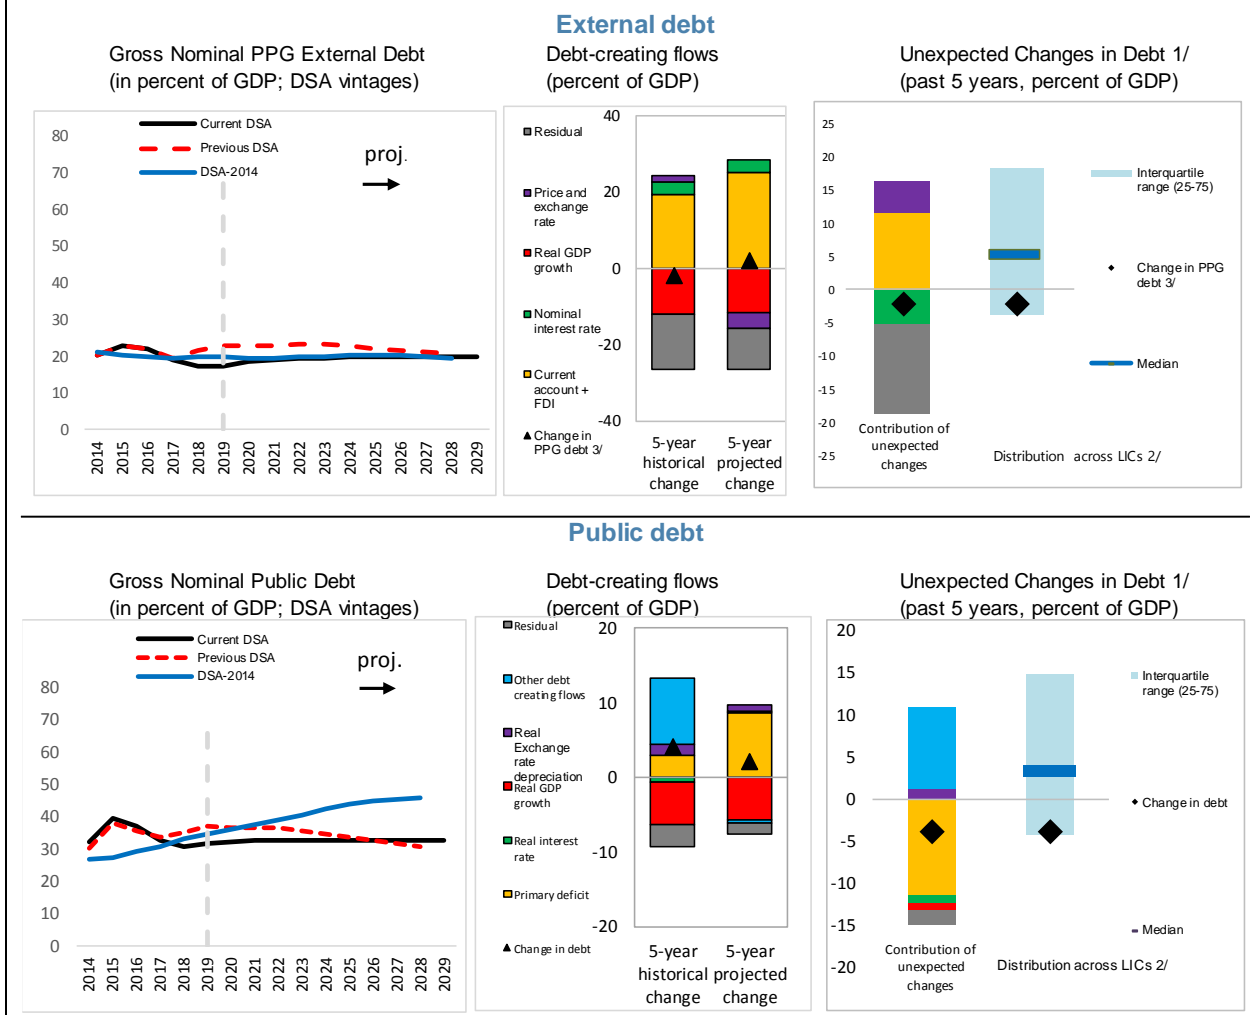 External debt
Gross Nominal PPG External Debt
(in percent of GDP; DSA vintages)
Current DSA
Previous DSA
DSA-2014
proj.
80
70
60
50
40
30
20
10
0
2014
2015
2016
2017
2018
2019
2020
2021
2022
2023
2024
2025
2026
2027
2028
2029
Debt-creating flows
(percent of GDP)
Residual
Price and
exchange
rate
Real GDP
growth
Nominal
interest rate
Current
account +
FDI
Change in
PPG debt 3/
40
20
0
-20
-40
5-year
historical
change
5-year
projected
change
Unexpected Changes in Debt 1/
(past 5 years, percent of GDP)
25
20
15
10
5
0
-5
-10
-15
-20
-25
Contribution of
unexpected
changes
Distribution across LICs 2/
Interquartile
range (25-75)
Change in PPG
debt 3/
Median
Public debt
Gross Nominal Public Debt
(in percent of GDP; DSA vintages)
Current DSA
Previous DSA
DSA-2014
proj.
80
70
60
50
40
30
20
10
0
2014
2015
2016
2017
2018
2019
2020
2021
2022
2023
2024
2025
2026
2027
2028
2029
Debt-creating flows
(percent of GDP)
Residual
Other debt
creating flows
Real
Exchange
rate
depreciation
Real GDP
growth
Real interest
rate
Primary deficit
Change in debt
20
10
0
-10
-20
5-year
historical
change
5-year
projected
change
Unexpected Changes in Debt 1/
(past 5 years, percent of GDP)
20
15
10
5
0
-5
-10
-15
-20
Contribution of
unexpected
changes
Distribution across LICs 2/
Interquartile
range (25-75)
Change in debt
Median